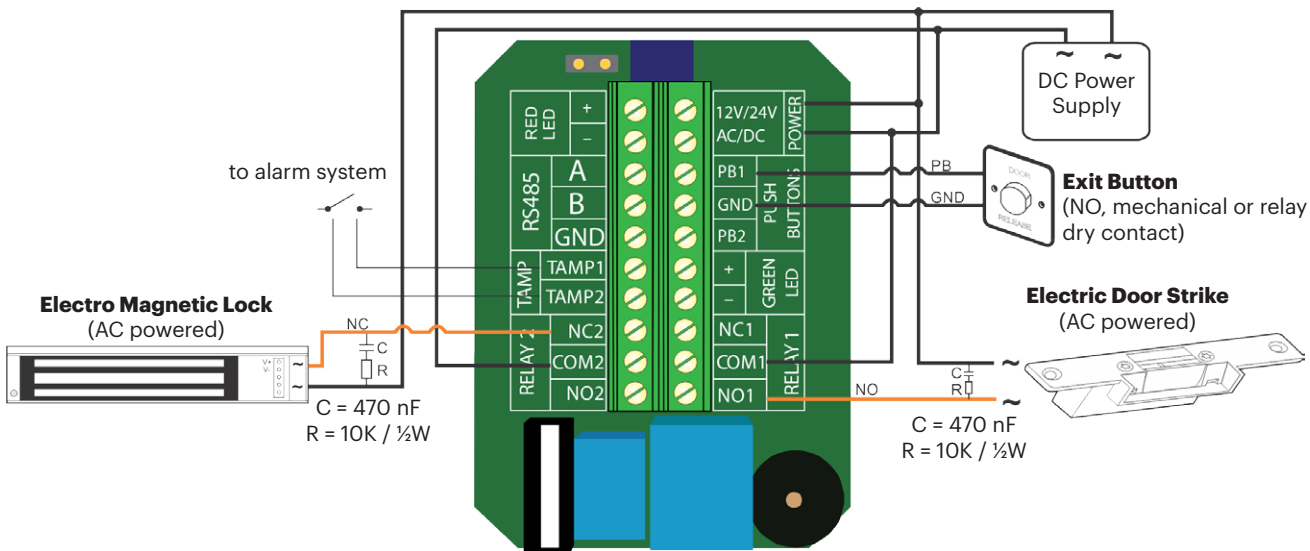 ~ ~
DC Power
Supply
RED
LED
+
−
12V/24V
AC/DC
POWER
RS485
A
B
GND
PB1
GND
PB2
PUSH
BUTTONS
PB
GND
DOOR
RELEASE
Exit Button
(NO, mechanical or relay
dry contact)
to alarm system
TAMP
TAMP1
TAMP2
+
−
GREEN
LED
Electro Magnetic Lock
(AC powered)
V+
V-
~
~
NC
C
R
C = 470 nF
R = 10K / ½W
RELAY 2
NC2
COM2
NO2
NC1
COM1
NO1
RELAY 1
NO
Electric Door Strike
(AC powered)
~
C
R
~
C = 470 nF
R = 10K / ½W